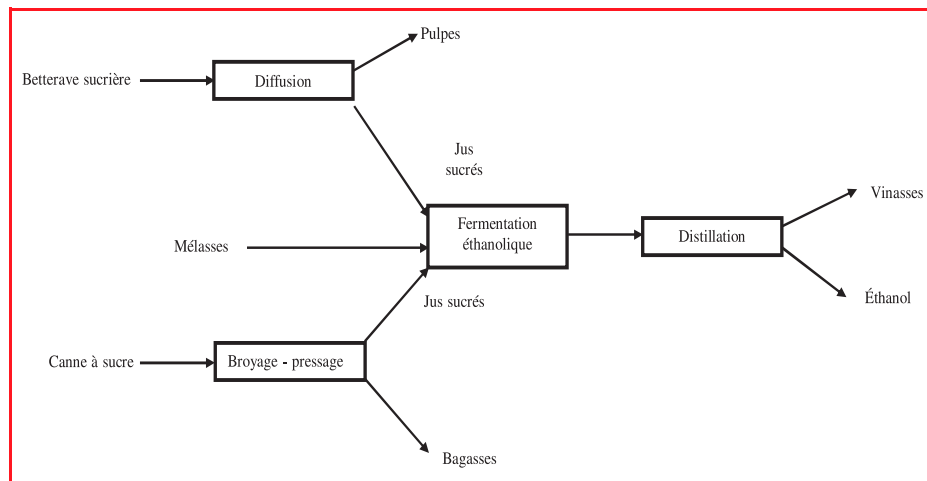 Pulpes
Betterave sucrière
Diffusion
Jus
sucrés
Vinasses
Fermentation
éthanolique
Distillation
Mélasses
Éthanol
Jus sucrés
Canne à sucre
Broyage - pressage
Bagasses